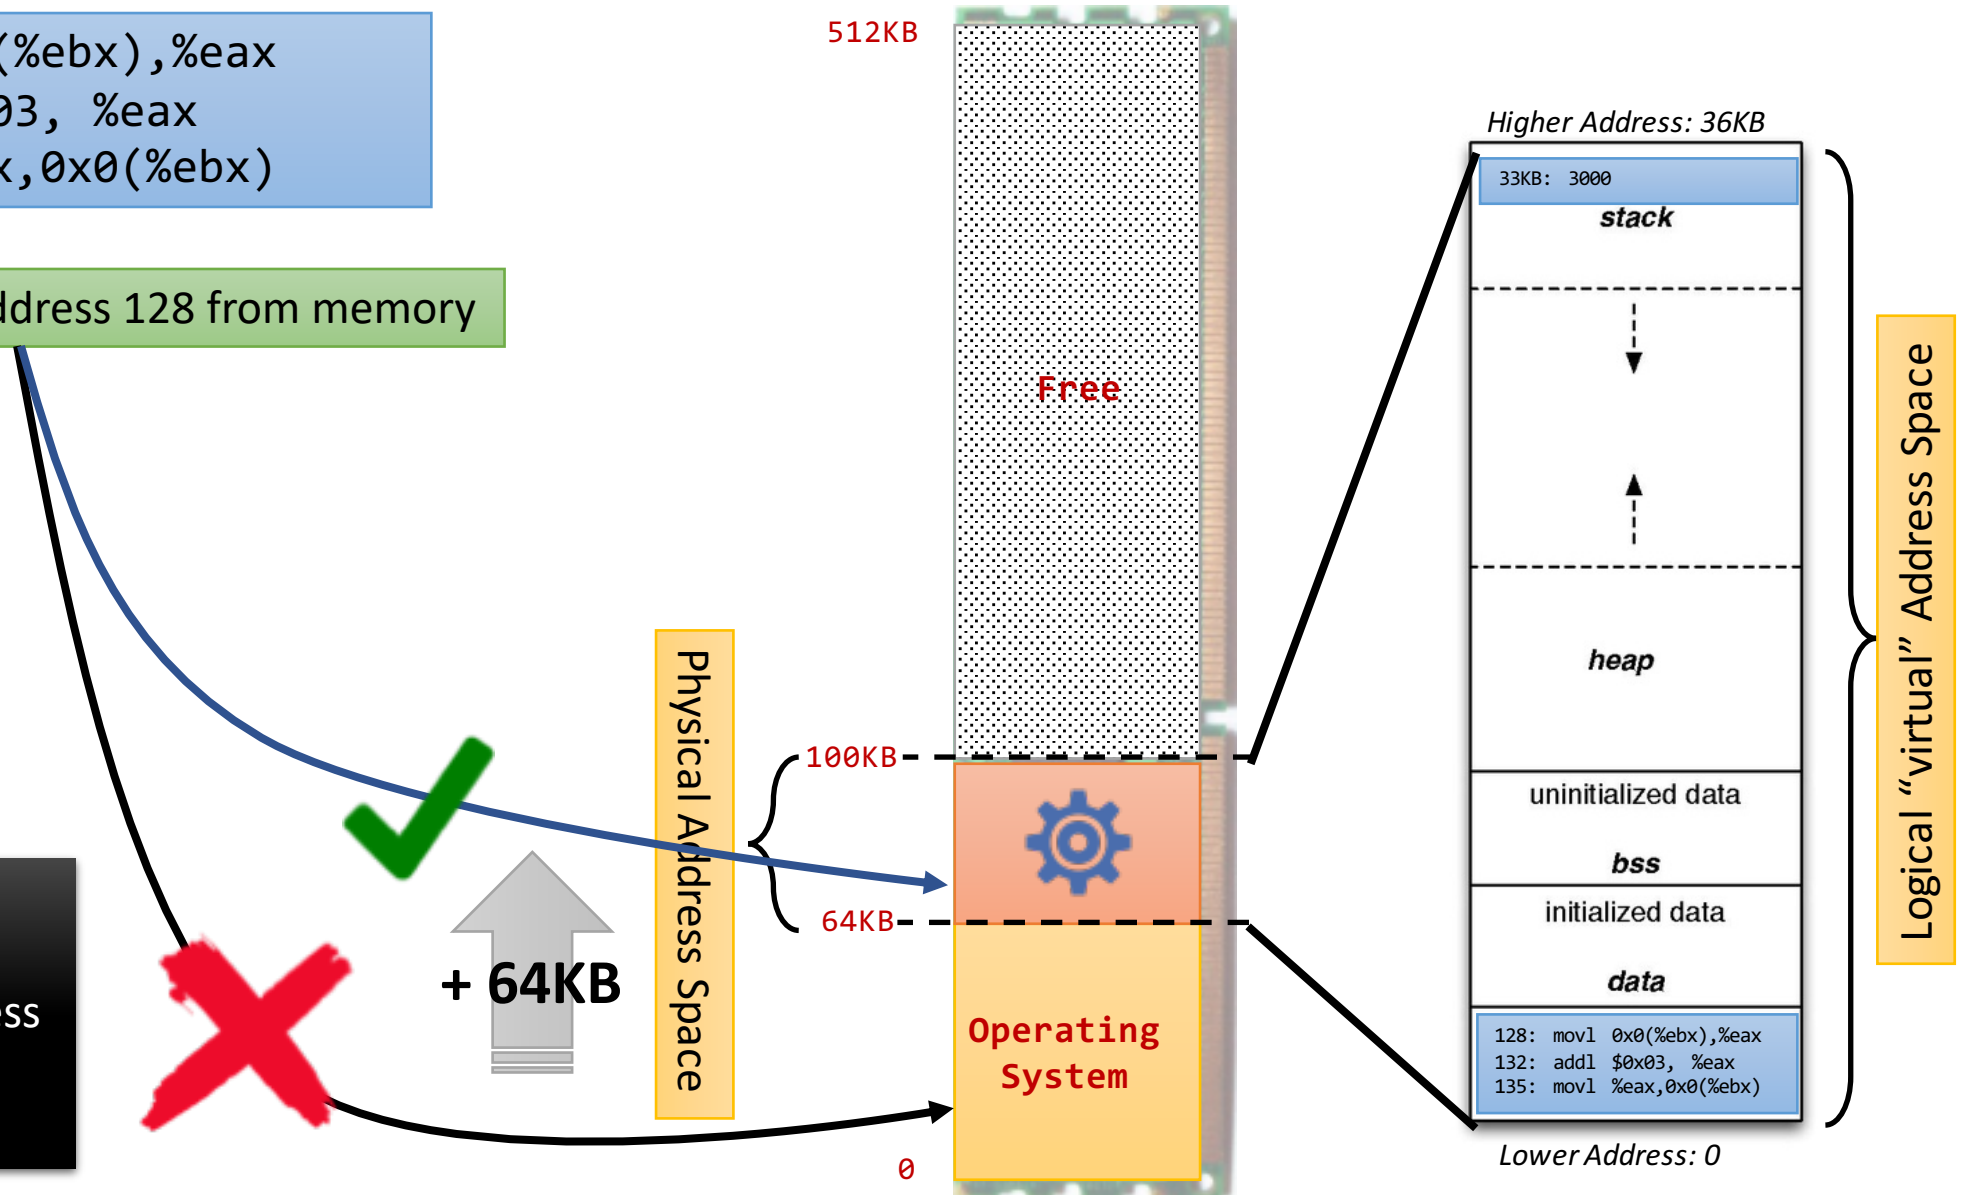 (%ebx),%eax
03, %eax
x,0x0(%ebx)
ddress 128 from memory
ess
+ 64KB
Physical Address Space
512KB
Free
100KB
64KB
Operating
System
0
Higher Address: 36KB
33KB: 3000
stack
heap
uninitialized data
bss
initialized data
data
128: movl 0x0(%ebx),%eax
132: addl $0x03, %eax
135: movl %eax,0x0(%ebx)
Lower Address: 0
Logical “virtual” Address Space